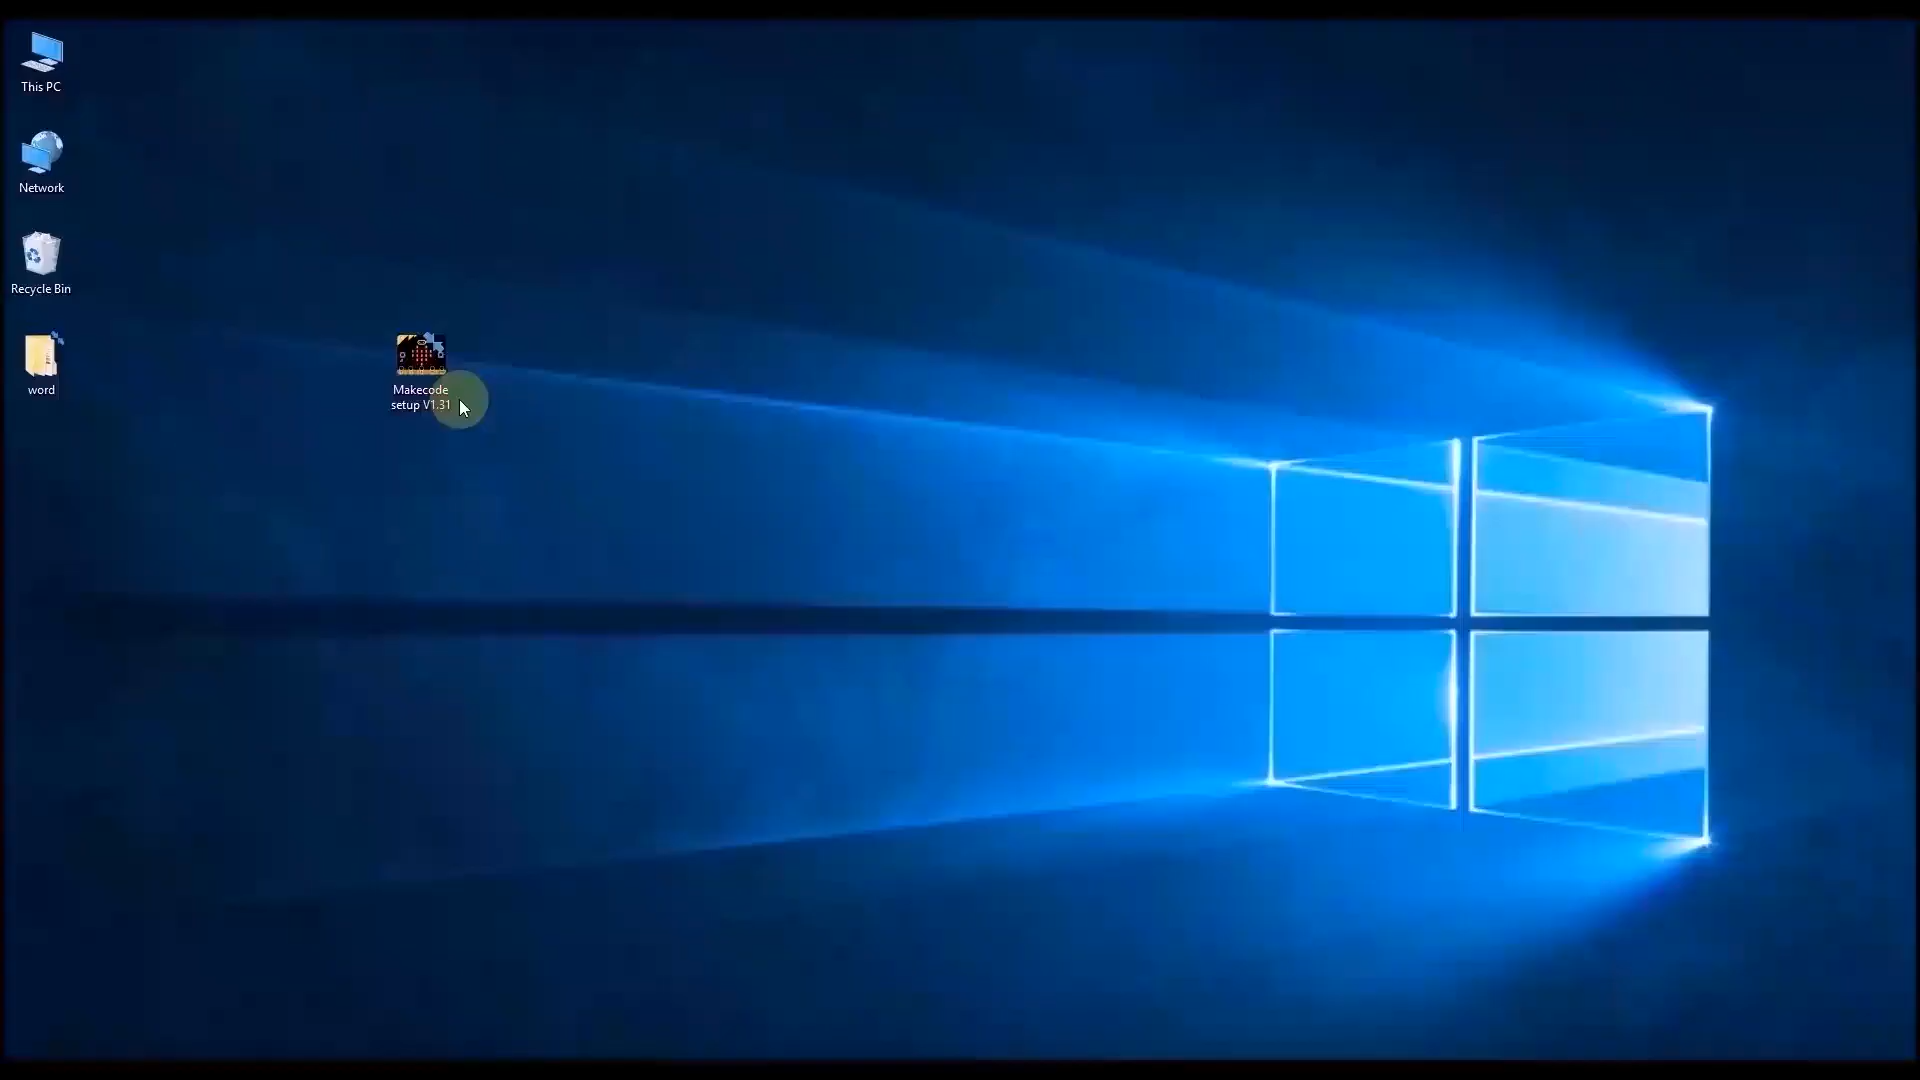 This PC
Network
Recycle Bin
word
Makecode
setup V1.31